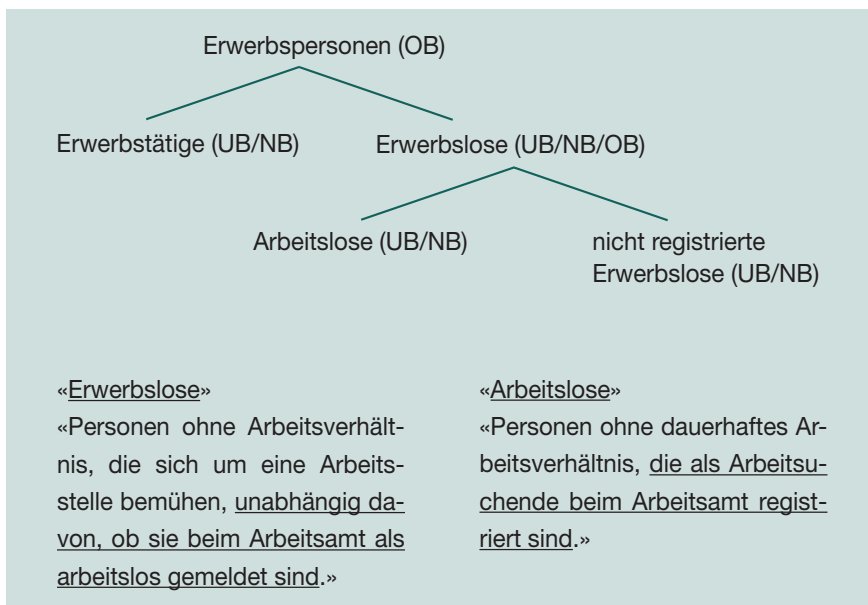 Erwerbspersonen (OB)
Erwerbstätige (UB/NB)
Erwerbslose (UB/NB/OB)
Arbeitslose (UB/NB)
nicht registrierte
Erwerbslose (UB/NB)
«Erwerbslose»
«Personen ohne Arbeitsverhält-
nis, die sich um eine Arbeits-
stelle bemühen, unabhängig da-
von, ob sie beim Arbeitsamt als
arbeitslos gemeldet sind.»
«Arbeitslose»
«Personen ohne dauerhaftes Ar-
beitsverhältnis, die als Arbeitsu-
chende beim Arbeitsamt regist-
riert sind.»